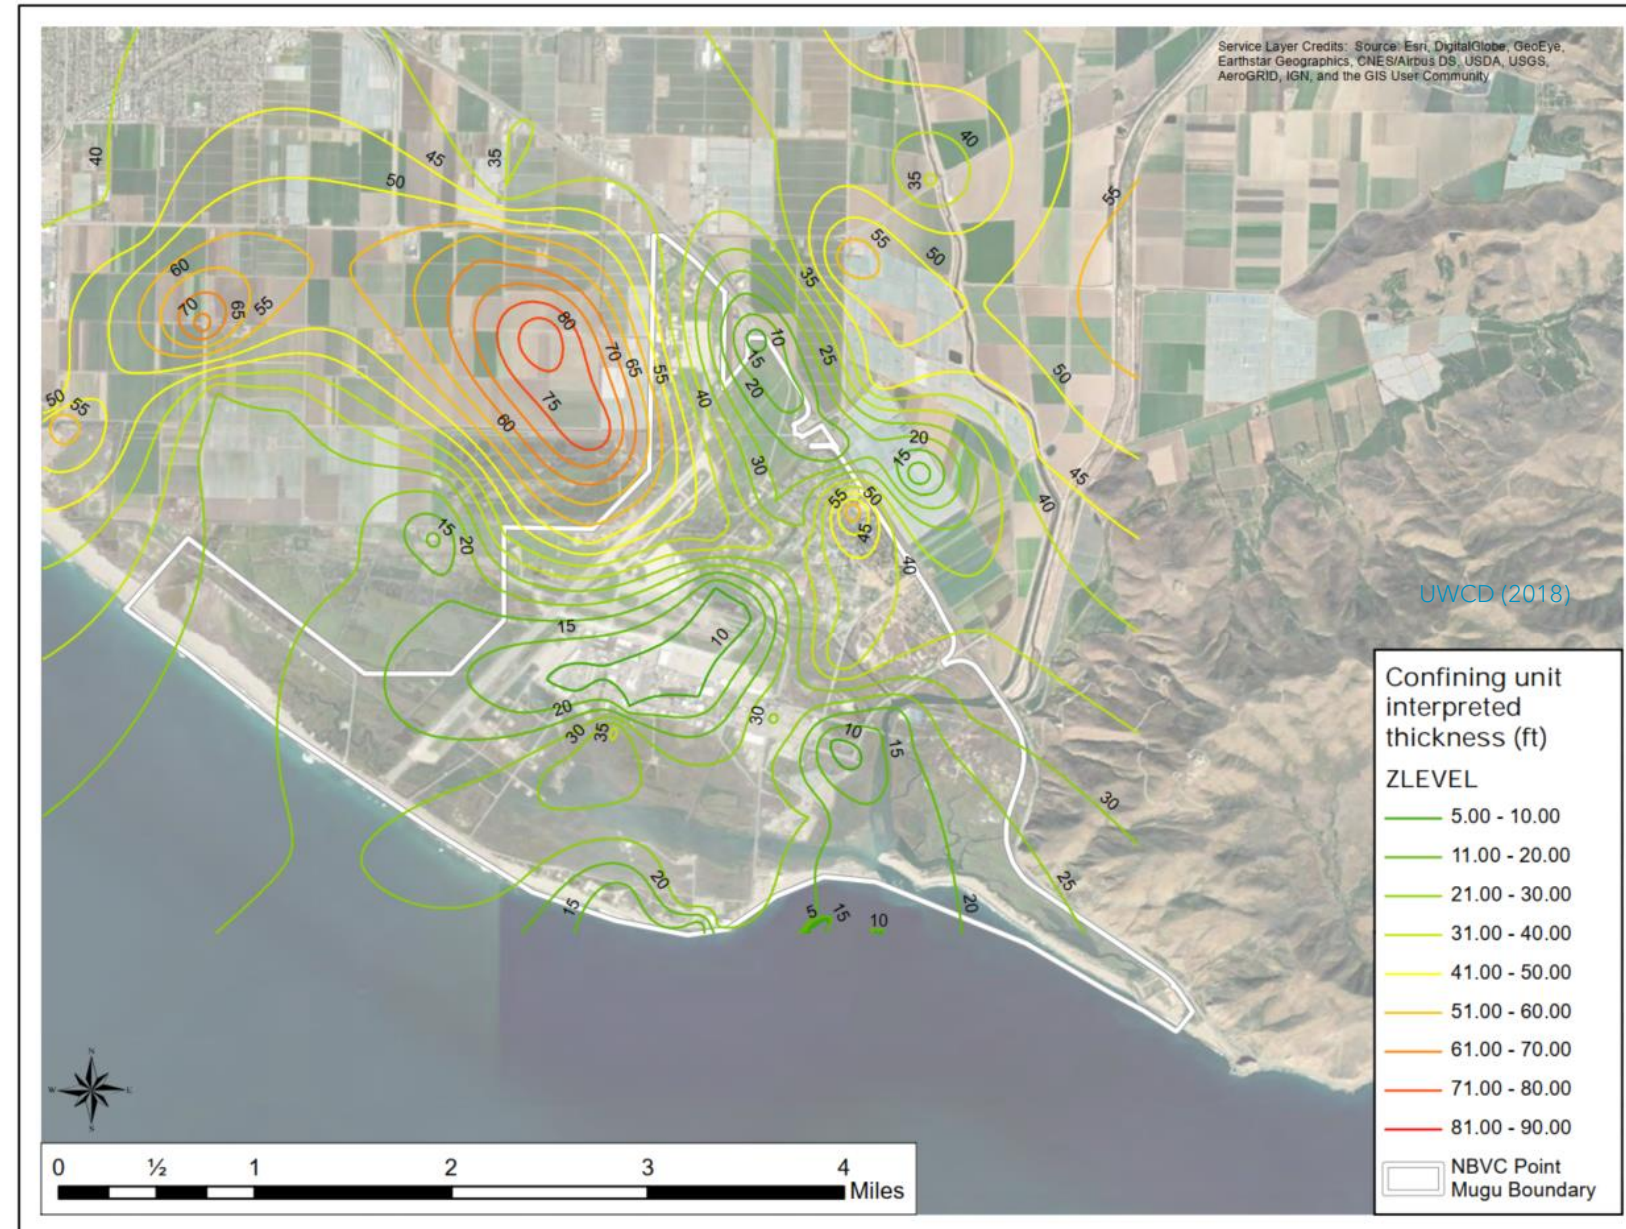 Service Layer Credits: Source: Esri, DigitalGlobe, GeoEye,
Earthstar Geographics, CNES/Airbus DS, USDA, USGS,
AeroGRID, IGN, and the GIS User Community
40
45
50
35
40
35
55
60
70
65
55
50
55
80
70
65
55
75
60
40
10
15
20
25
35
30
55
50
50
45
40
20
15
55
50
45
40
15
20
15
10
20
30
35
30
10
15
30
25
20
15
20
5
15
10
UWCD (2018)
Confining unit
interpreted
thickness (ft)
ZLEVEL
5.00 - 10.00
11.00 - 20.00
21.00 - 30.00
31.00 - 40.00
41.00 - 50.00
51.00 - 60.00
61.00 - 70.00
71.00 - 80.00
81.00 - 90.00
NBVC Point
Mugu Boundary
N
W E
S
0 ½ 1 2 3 4
Miles